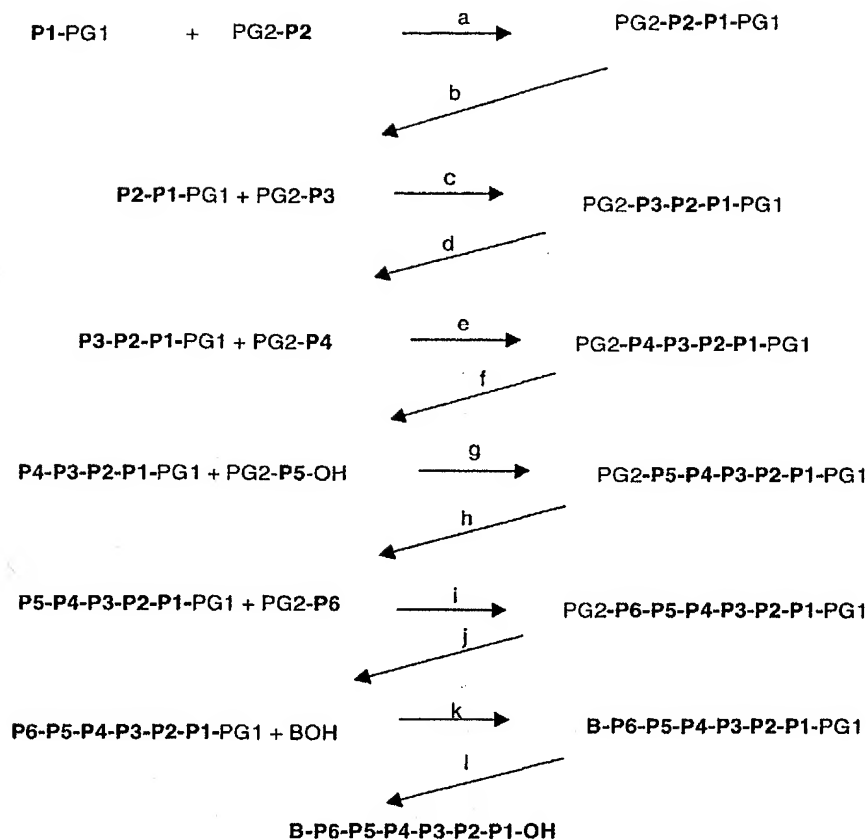 P1-PG1 + PG2-P2 a PG2-P2-P1-PG1
b
P2-P1-PG1 + PG2-P3 c PG2-P3-P2-P1-PG1
d
P3-P2-P1-PG1 + PG2-P4 e PG2-P4-P3-P2-P1-PG1
f
P4-P3-P2-P1-PG1 + PG2-P5-OH g PG2-P5-P4-P3-P2-P1-PG1
h
P5-P4-P3-P2-P1-PG1 + PG2-P6 i PG2-P6-P5-P4-P3-P2-P1-PG1
j
P6-P5-P4-P3-P2-P1-PG1 + BOH k B-P6-P5-P4-P3-P2-P1-PG1
l
B-P6-P5-P4-P3-P2-P1-OH